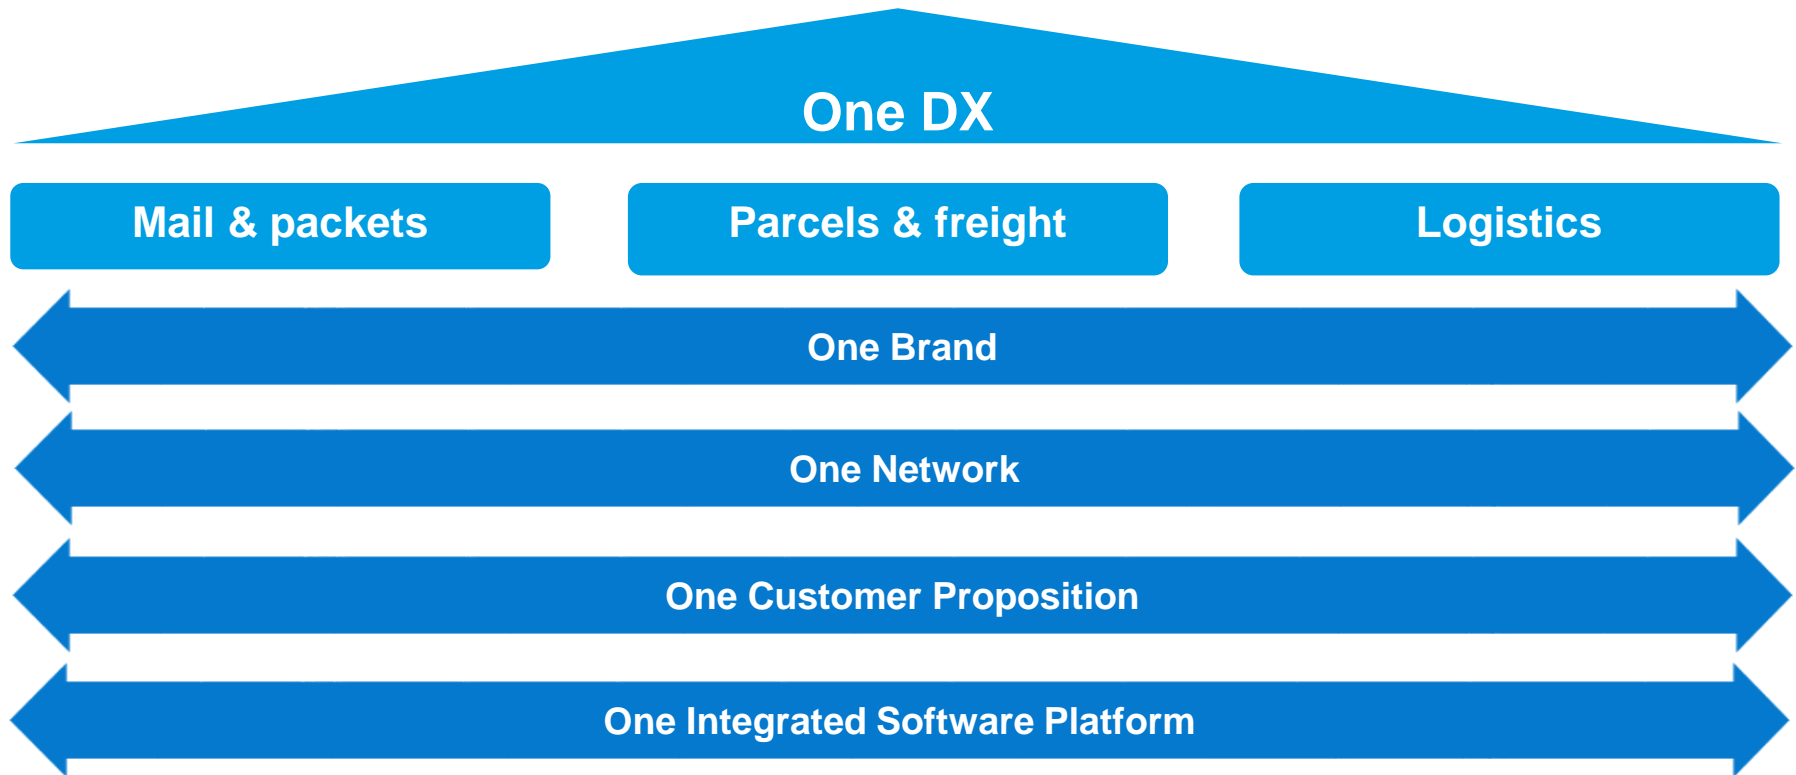 One DX
Mail & packets
Parcels & freight
Logistics
One Brand
One Network
One Customer Proposition
One Integrated Software Platform